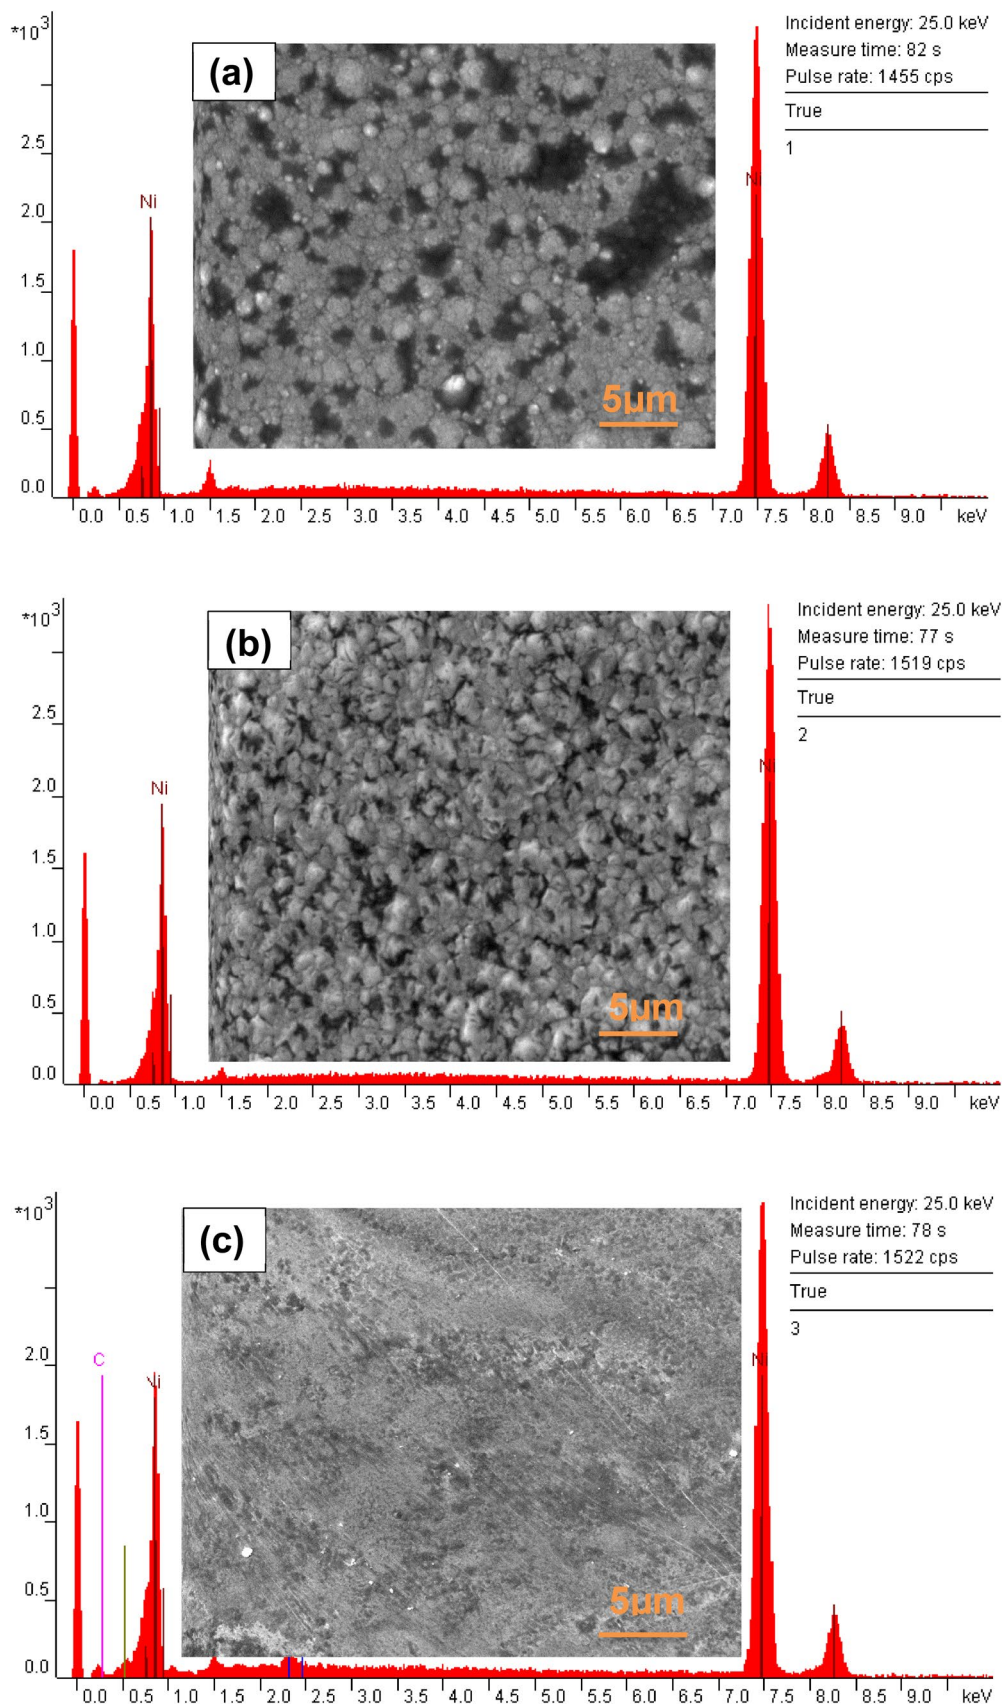 *10³
Incident energy: 25.0 keV
Measure time: 82 s
Pulse rate: 1455 cps
True
1
(a)
Ni
Ni
2.5
2.0
1.5
1.0
0.5
0.0
5μm
0.0 0.5 1.0 1.5 2.0 2.5 3.0 3.5 4.0 4.5 5.0 5.5 6.0 6.5 7.0 7.5 8.0 8.5 9.0 keV
*10³
Incident energy: 25.0 keV
Measure time: 77 s
Pulse rate: 1519 cps
True
2
(b)
Ni
Ni
2.5
2.0
1.5
1.0
0.5
0.0
5μm
0.0 0.5 1.0 1.5 2.0 2.5 3.0 3.5 4.0 4.5 5.0 5.5 6.0 6.5 7.0 7.5 8.0 8.5 9.0 keV
*10³
Incident energy: 25.0 keV
Measure time: 78 s
Pulse rate: 1522 cps
True
3
(c)
C
Ni
Ni
2.0
1.5
1.0
0.5
0.0
5μm
0.0 0.5 1.0 1.5 2.0 2.5 3.0 3.5 4.0 4.5 5.0 5.5 6.0 6.5 7.0 7.5 8.0 8.5 9.0 keV